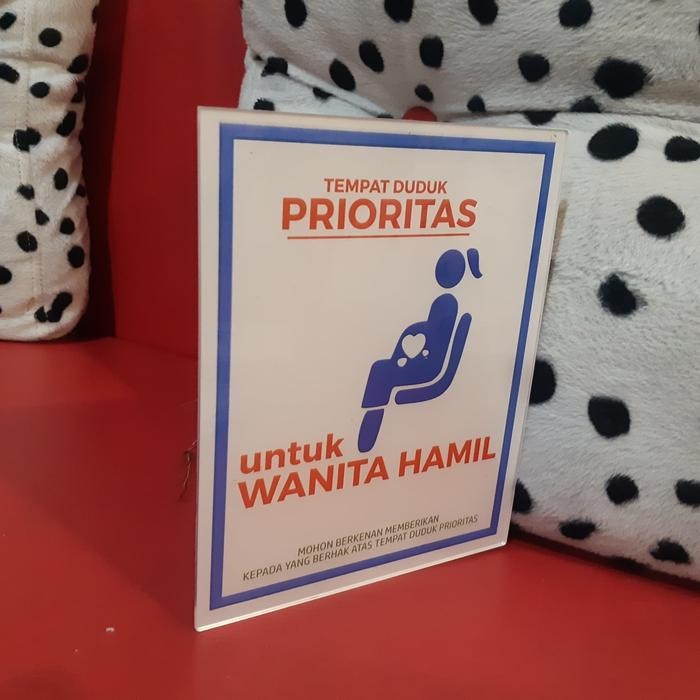 TEMPAT DUDUK
PRIORITAS
untuk
WANITA HAMIL
MOHON BERKENAN MEMBERIKAN
KEPADA YANG BERHAK ATAS TEMPAT DUDUK PRIORITAS